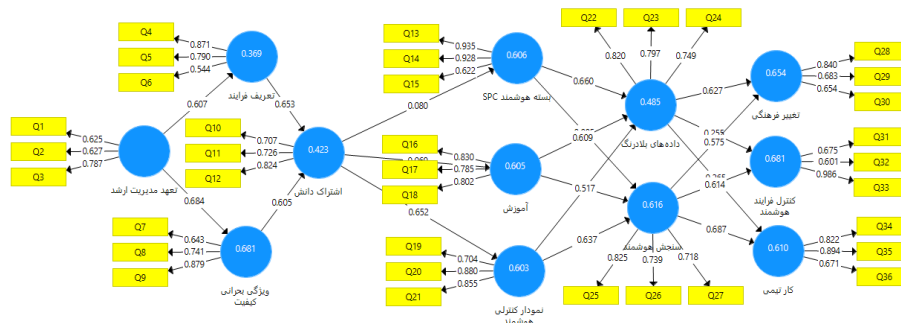 Q22
Q23
Q24
Q4
Q5
Q6
0.871
0.790
0.544
0.369
تعریف فرایند
Q13
Q14
Q15
0.935
0.928
0.622
0.606
بسته هوشمند SPC
0.820
0.797
0.749
0.485
داده‌های بلادرنگ
0.654
تغییر فرهنگی
0.840
0.683
0.654
Q28
Q29
Q30
0.607
0.653
0.080
0.660
0.627
Q1
Q2
Q3
0.625
0.627
0.787
تعهد مدیریت ارشد
Q10
Q11
Q12
0.707
0.726
0.824
0.423
اشتراک دانش
Q16
Q17
Q18
0.830
0.785
0.802
0.605
آموزش
0.609
0.255
0.575
0.681
کنترل فرایند
هوشمند
0.675
0.601
0.986
Q31
Q32
Q33
0.684
0.605
0.652
0.517
0.614
Q7
Q8
Q9
0.643
0.741
0.879
0.681
ویژگی بحرانی
کیفیت
Q19
Q20
Q21
0.704
0.880
0.855
0.603
نمودار کنترلی
هوشمند
0.637
0.616
سنجش هوشمند
0.687
0.825
0.739
0.718
Q25
Q26
Q27
0.610
کار تیمی
0.822
0.894
0.671
Q34
Q35
Q36